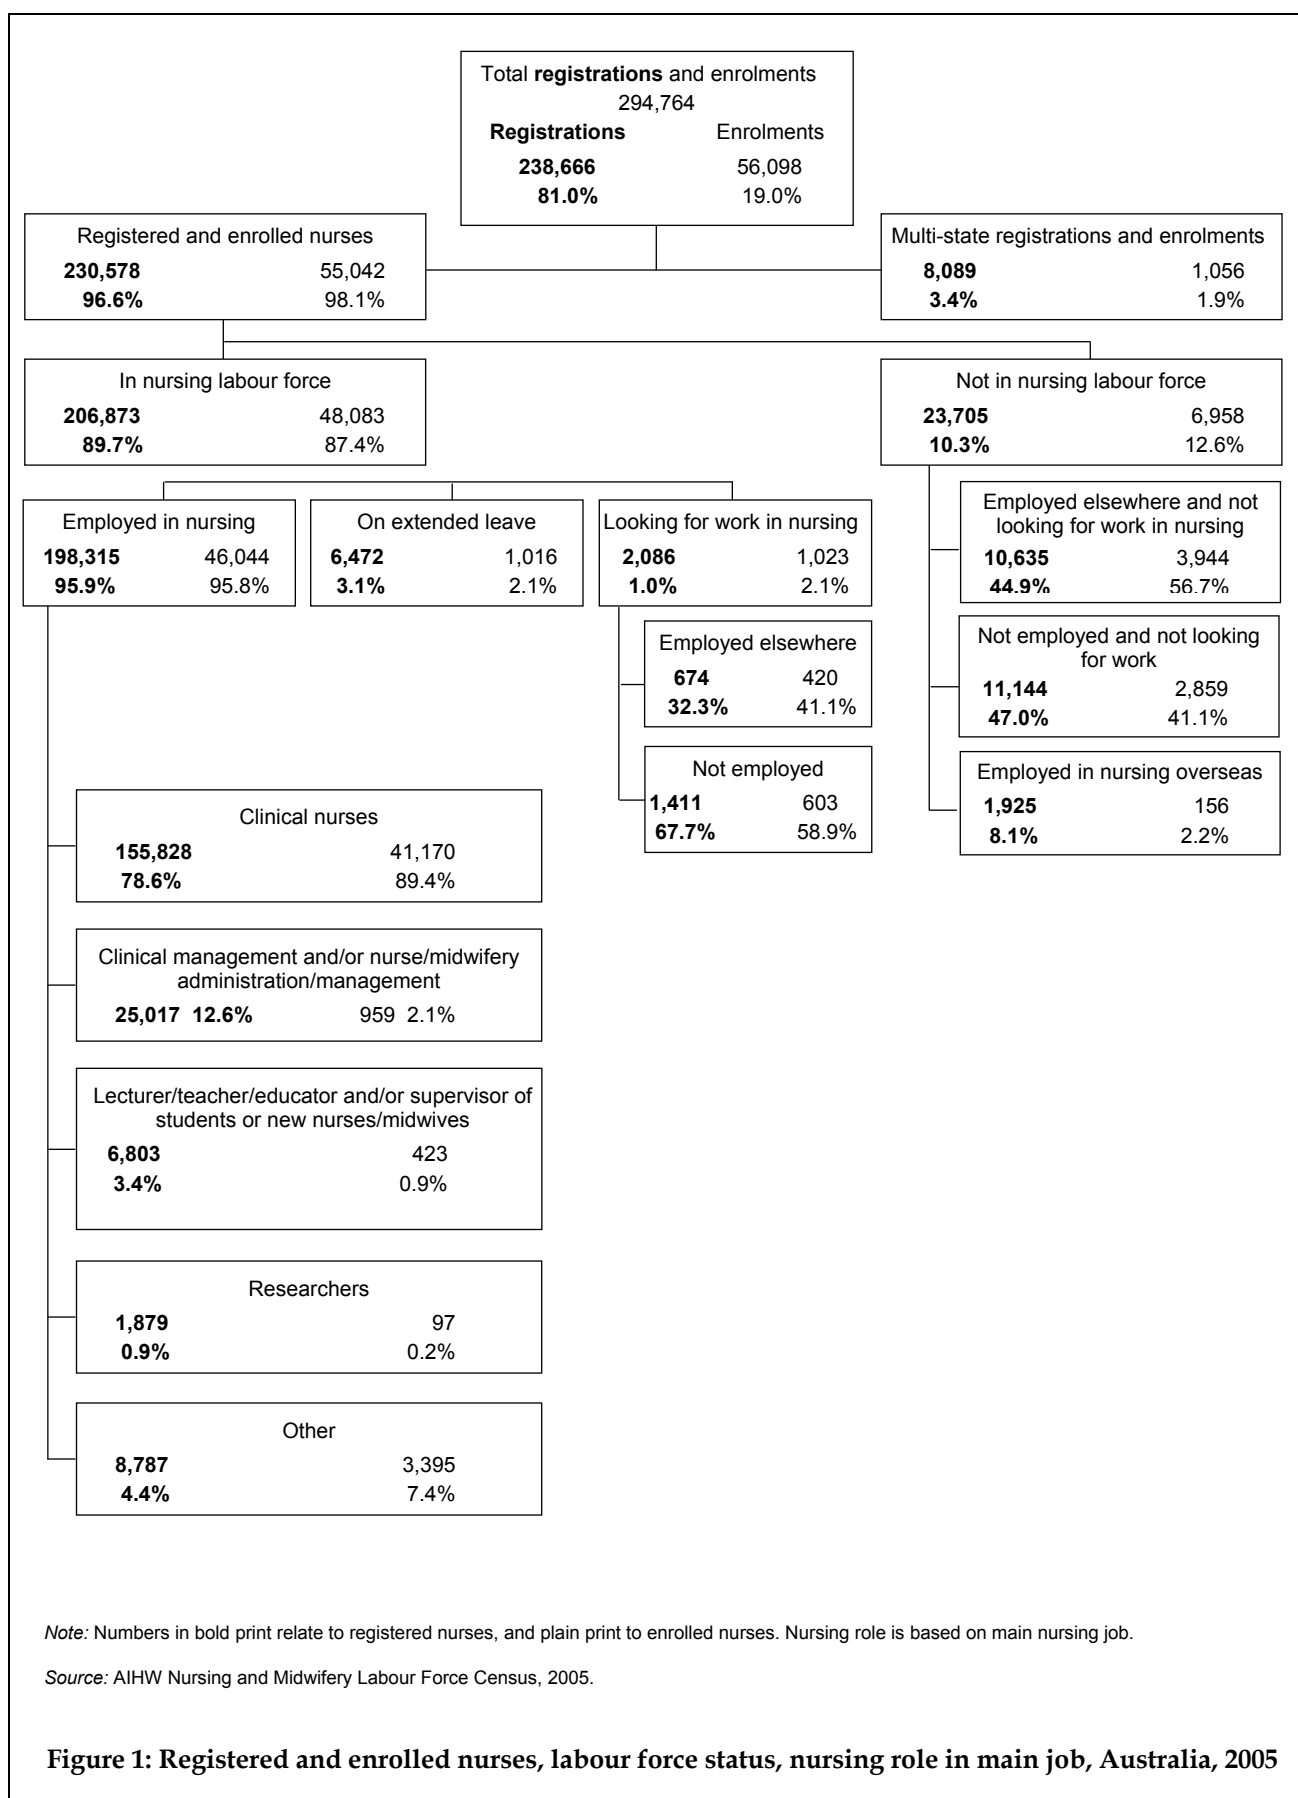 Total registrations and enrolments
294,764
Registrations Enrolments
238,666 56,098
81.0% 19.0%
Registered and enrolled nurses
230,578 55,042
96.6% 98.1%
Multi-state registrations and enrolments
8,089 1,056
3.4% 1.9%
In nursing labour force
206,873 48,083
89.7% 87.4%
Not in nursing labour force
23,705 6,958
10.3% 12.6%
Employed in nursing
198,315 46,044
95.9% 95.8%
On extended leave
6,472 1,016
3.1% 2.1%
Looking for work in nursing
2,086 1,023
1.0% 2.1%
Employed elsewhere and not
looking for work in nursing
10,635 3,944
44.9% 56.7%
Employed elsewhere
674 420
32.3% 41.1%
Not employed and not looking
for work
11,144 2,859
47.0% 41.1%
Not employed
1,411 603
67.7% 58.9%
Employed in nursing overseas
1,925 156
8.1% 2.2%
Clinical nurses
155,828 41,170
78.6% 89.4%
Clinical management and/or nurse/midwifery
administration/management
25,017 12.6% 959 2.1%
Lecturer/teacher/educator and/or supervisor of
students or new nurses/midwives
6,803 423
3.4% 0.9%
Researchers
1,879 97
0.9% 0.2%
Other
8,787 3,395
4.4% 7.4%
Note: Numbers in bold print relate to registered nurses, and plain print to enrolled nurses. Nursing role is based on main nursing job.
Source: AIHW Nursing and Midwifery Labour Force Census, 2005.
Figure 1: Registered and enrolled nurses, labour force status, nursing role in main job, Australia, 2005